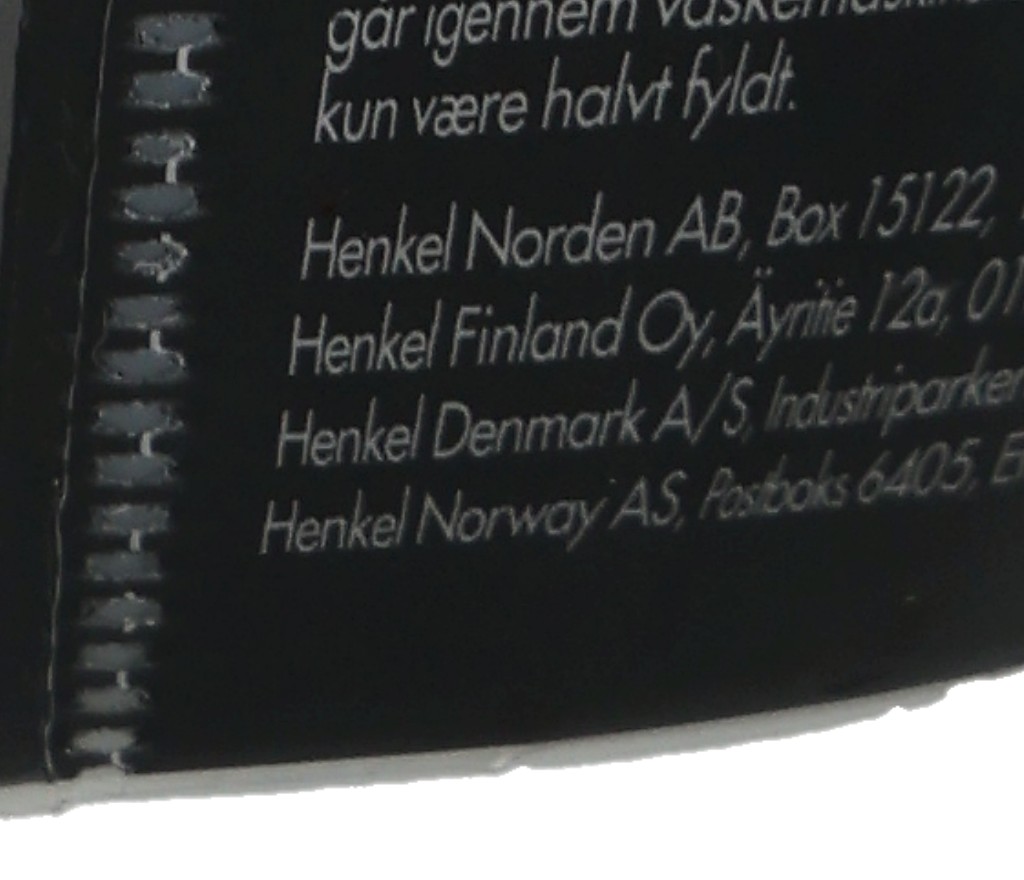 går igennem
kun være halvt fyldt.
Henkel Norden AB, Box 15122,
Henkel Finland Oy, Äyritie 12a, 01
Henkel Denmark A/S, Industriparken
Henkel Norway AS, Postboks 6405, E